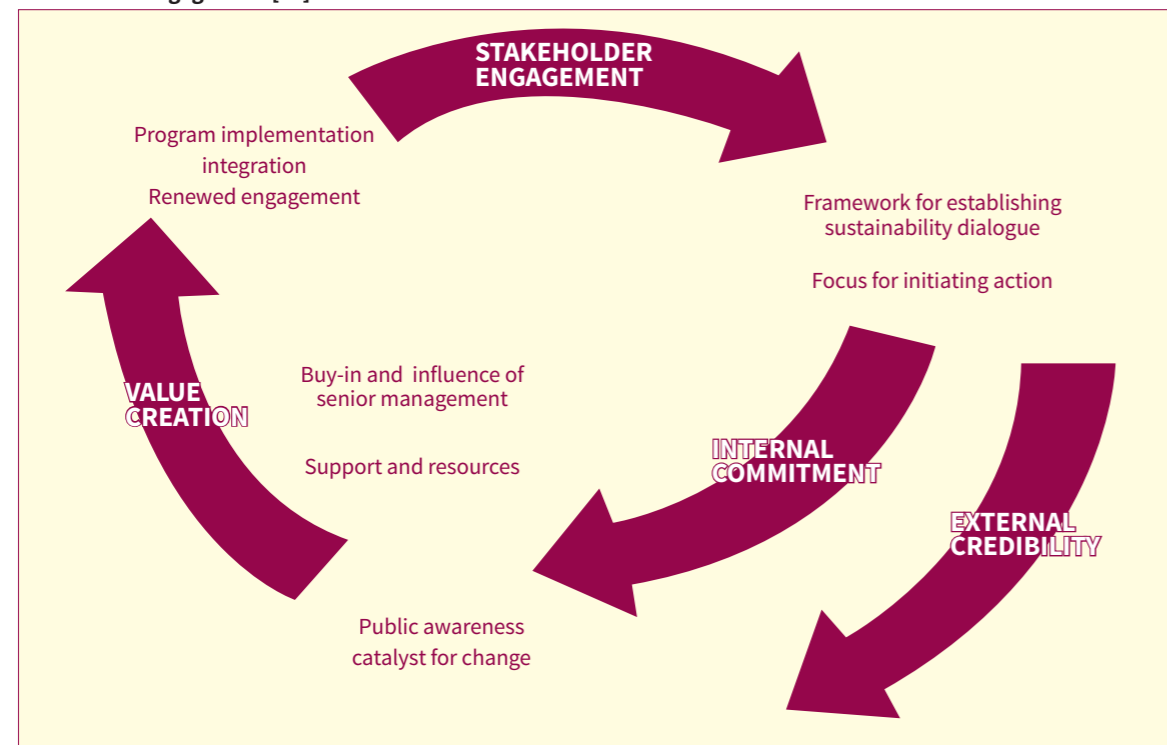 STAKEHOLDER
ENGAGEMENT
Program implementation
integration
Renewed engagement
Framework for establishing
sustainability dialogue
Focus for initiating action
Buy-in and influence of
senior management
VALUE
CREATION
Support and resources
INTERNAL
COMMITMENT
EXTERNAL
CREDIBILITY
Public awareness
catalyst for change